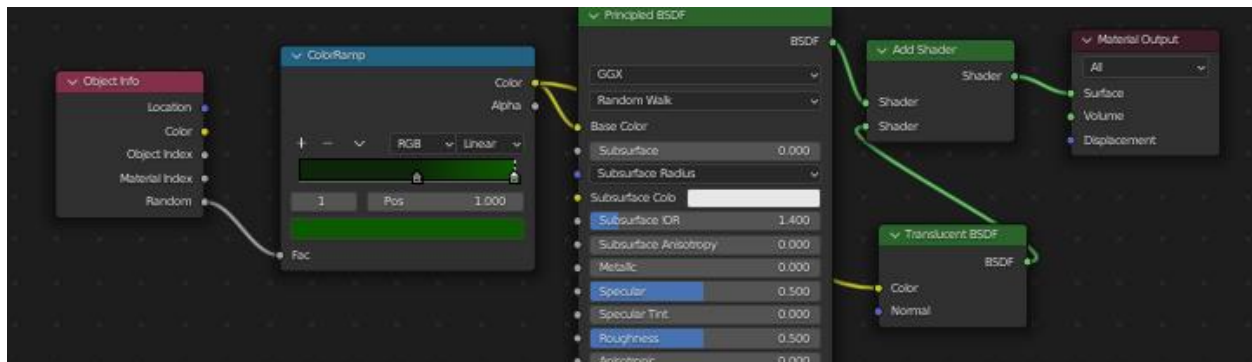 Object Info
Location
Color
Object Index
Material Index
Random
ColorRamp
Color
Alpha
RGB
Linear
1
Pos 1.000
Fac
Principled BSDF
BSDF
GGX
Random Walk
Base Color
Subsurface 0.000
Subsurface Radius
Subsurface Colo
Subsurface IOR 1.400
Subsurface Anisotropy 0.000
Metallic 0.000
Specular 0.500
Specular Tint 0.000
Roughness 0.500
Anisotropic 0.000
Add Shader
Shader
Shader
Shader
Translucent BSDF
BSDF
Color
Normal
Material Output
All
Surface
Volume
Displacement